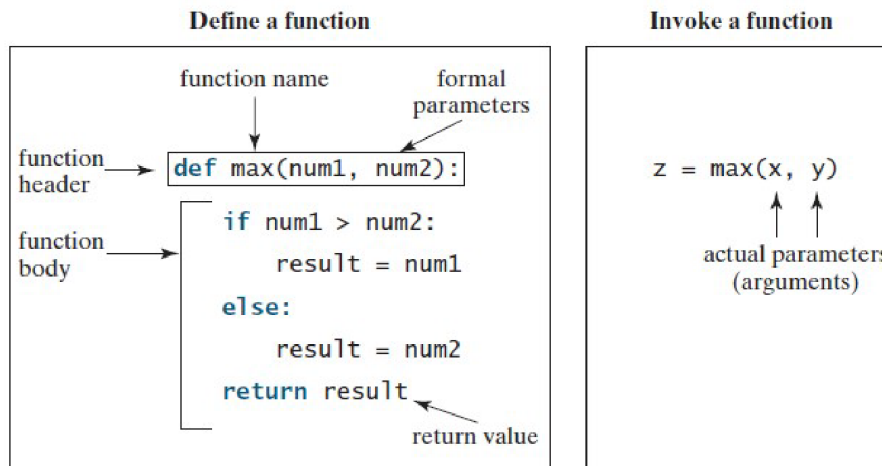 Define a function
function name
formal
parameters
function
header
def max(num1, num2):
function
body
if num1 > num2:
result = num1
else:
result = num2
return result
return value
Invoke a function
z = max(x, y)
actual parameters
(arguments)